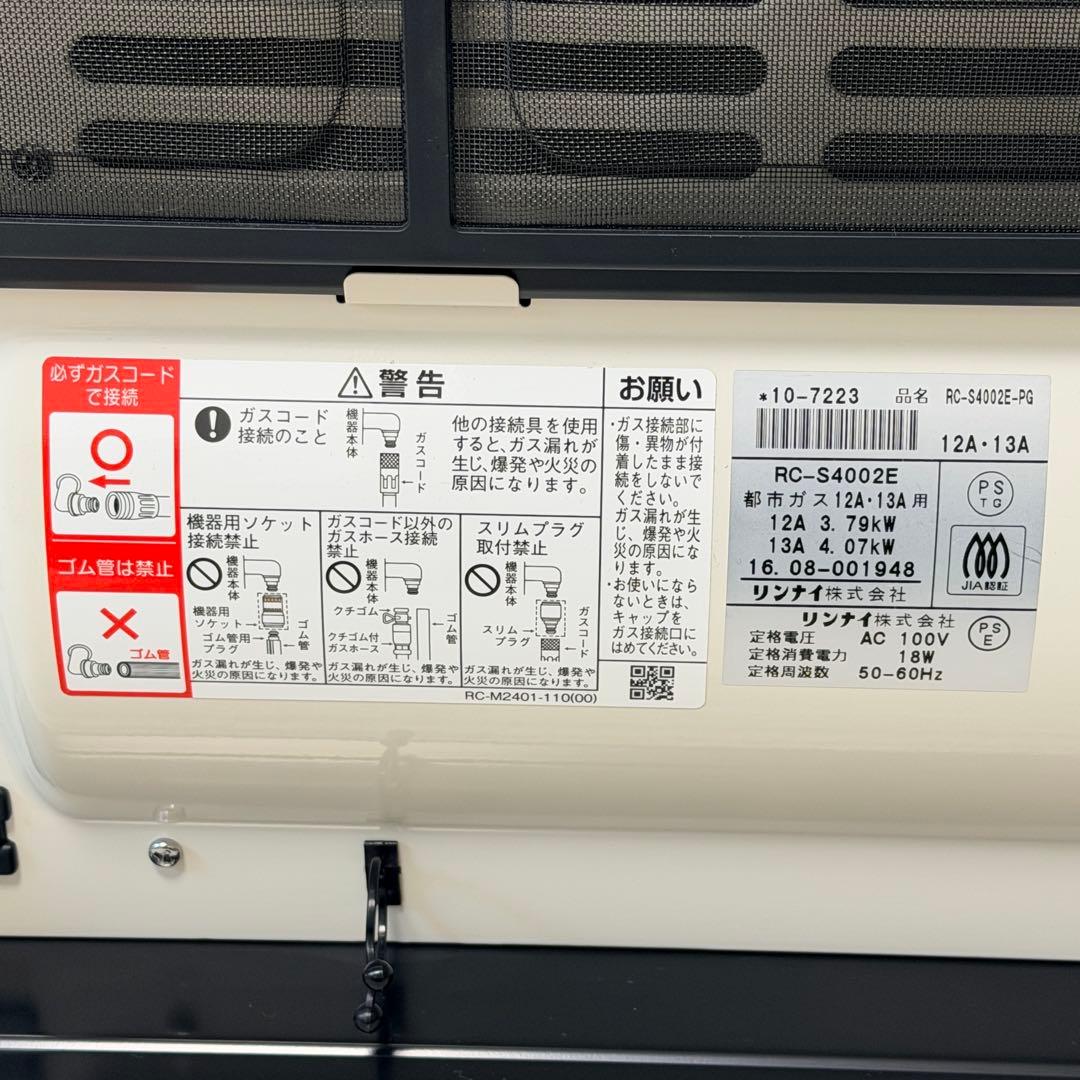 必ずガスコード
で接続
ゴム管は禁止
ゴム管
警告
ガスコード
接続のこと
機器本体
ガスコード
他の接続具を使用
すると、ガス漏れが
生じ、爆発や火災の
原因になります。
機器用ソケット
接続禁止
機器本体
機器用
ソケット
ゴム管用
プラグ
ゴム管
ガス漏れが生じ、爆発や
火災の原因になります。
ガスコード以外の
ガスホース接続
禁止
機器本体
クチゴム
クチゴム付
ガスホース
ゴム管
ガス漏れが生じ、爆発や
火災の原因になります。
スリムプラグ
取付禁止
機器本体
スリム
プラグ
ガスコード
ガス漏れが生じ、爆発や
火災の原因になります。
RC-M2401-110(00)
お願い
・ガス接続部に
傷・異物が付
着したまま接
続をしないで
ください。
ガス漏れが生
じ、爆発や火
災の原因にな
ります。
・お使いになら
ないときは、
キャップを
ガス接続口に
はめてください。
*10-7223 品名 RC-S4002E-PG
12A・13A
RC-S4002E
都市ガス12A・13A用
12A 3.79kW
13A 4.07kW
16.08-001948
リンナイ株式会社
PS
TG
JIA認証
リンナイ株式会社
定格電圧 AC 100V
定格消費電力 18W
定格周波数 50-60Hz
PS
E